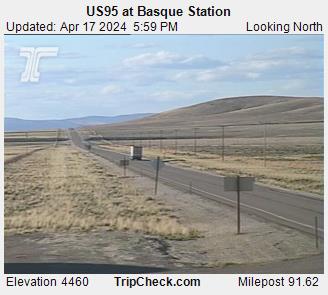 US95 at Basque Station
Updated: Apr 17 2024  5:59 PM Looking North
Elevation 4460 TripCheck.com Milepost 91.62